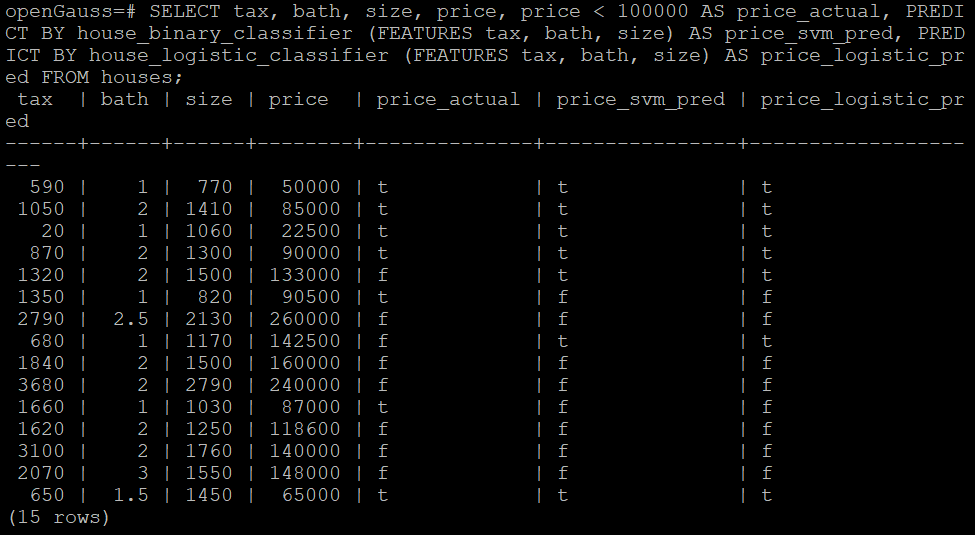 openGauss=# SELECT tax, bath, size, price, price < 100000 AS price_actual, PREDI
CT BY house_binary_classifier (FEATURES tax, bath, size) AS price_svm_pred, PRED
ICT BY house_logistic_classifier (FEATURES tax, bath, size) AS price_logistic_pr
ed FROM houses;
 tax  | bath | size | price  | price_actual | price_svm_pred | price_logistic_pr
ed
------+------+------+--------+--------------+----------------+------------------
---
  590 |    1 |  770 |  50000 | t            | t              | t
 1050 |    2 | 1410 |  85000 | t            | t              | t
   20 |    1 | 1060 |  22500 | t            | t              | t
  870 |    2 | 1300 |  90000 | t            | t              | t
 1320 |    2 | 1500 | 133000 | f            | t              | t
 1350 |    1 |  820 |  90500 | t            | f              | f
 2790 |  2.5 | 2130 | 260000 | f            | f              | f
  680 |    1 | 1170 | 142500 | f            | t              | t
 1840 |    2 | 1500 | 160000 | f            | f              | f
 3680 |    2 | 2790 | 240000 | f            | f              | f
 1660 |    1 | 1030 |  87000 | t            | f              | f
 1620 |    2 | 1250 | 118600 | f            | f              | f
 3100 |    2 | 1760 | 140000 | f            | f              | f
 2070 |    3 | 1550 | 148000 | f            | f              | f
  650 |  1.5 | 1450 |  65000 | t            | t              | t
(15 rows)